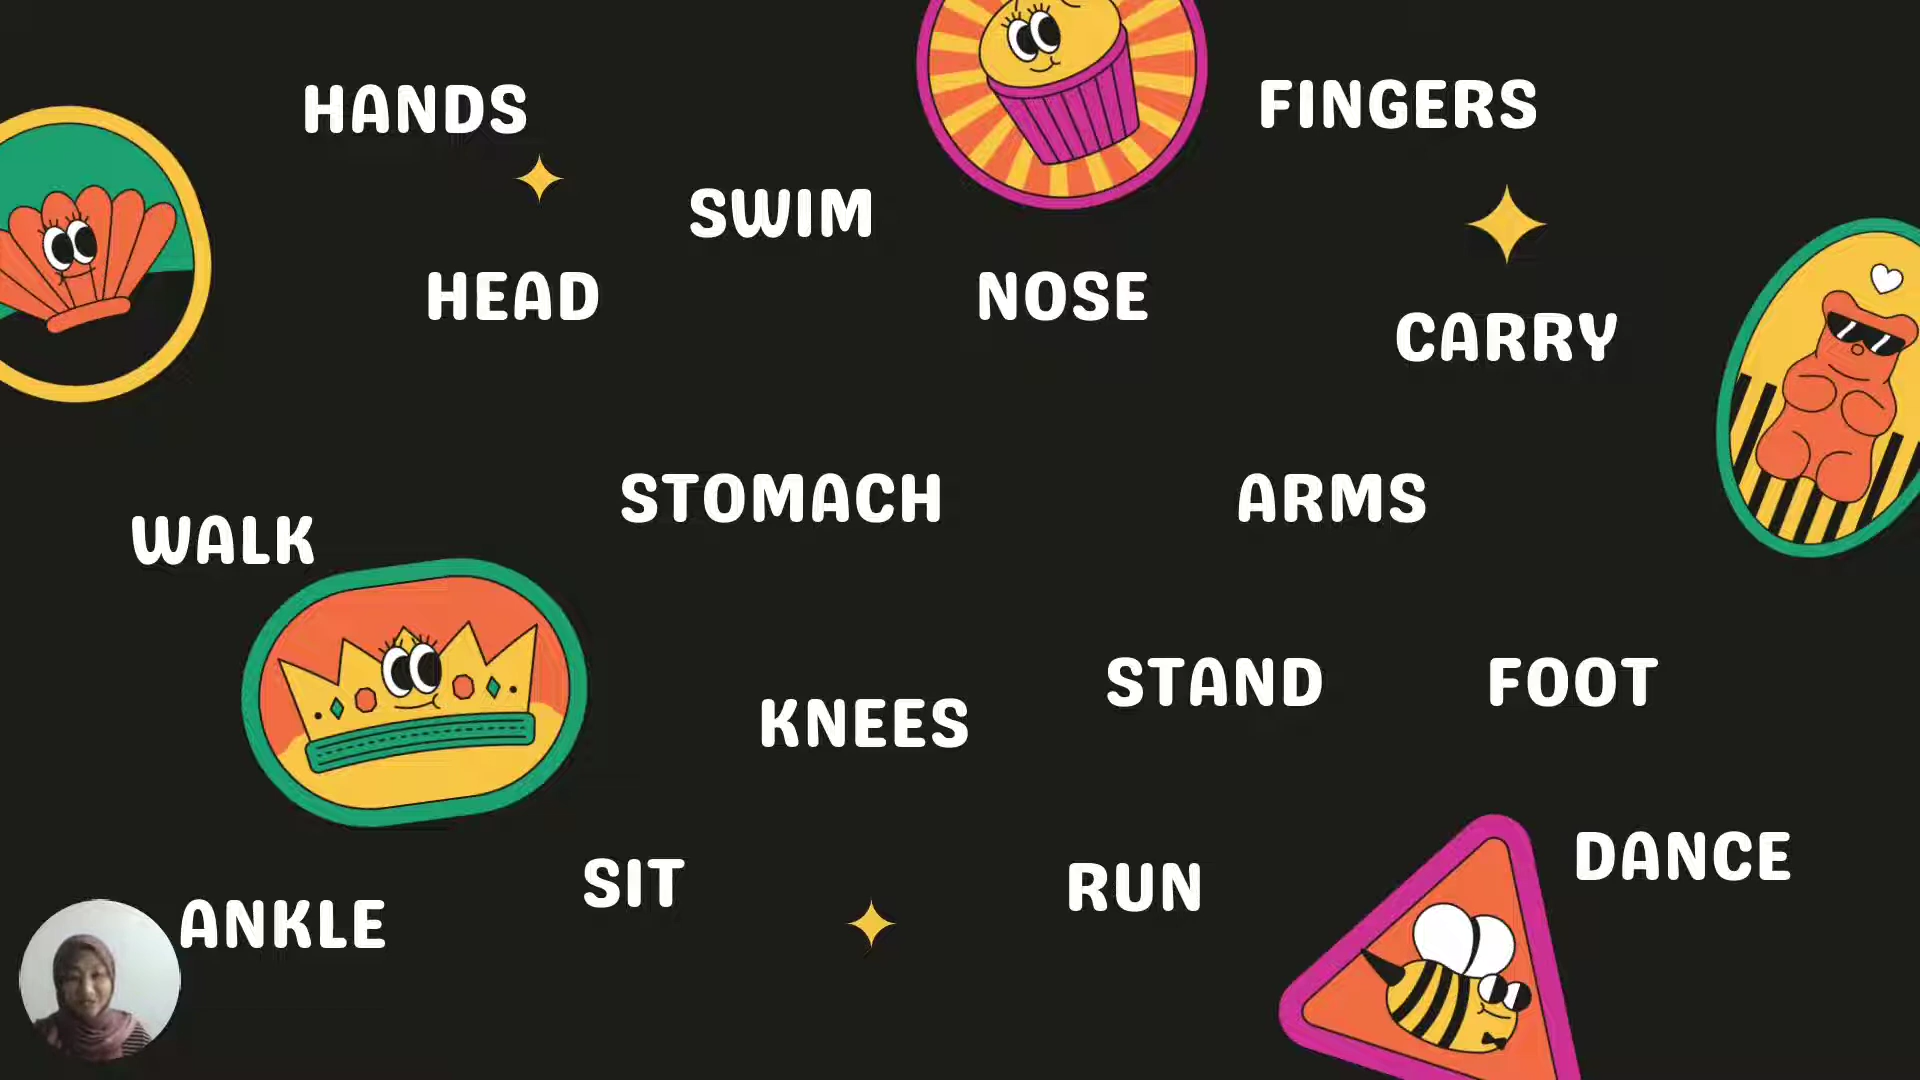 HANDS
FINGERS
SWIM
HEAD
NOSE
CARRY
STOMACH
ARMS
WALK
STAND
FOOT
KNEES
DANCE
SIT
RUN
ANKLE